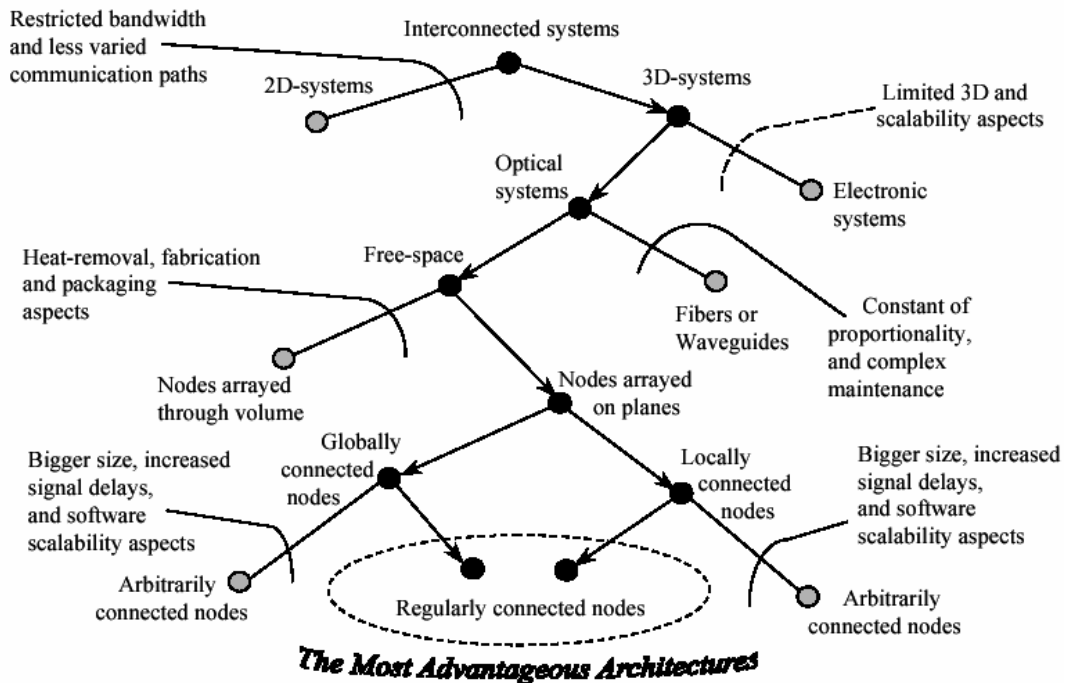 Restricted bandwidth
and less varied
communication paths
Interconnected systems
2D-systems
3D-systems
Limited 3D and
scalability aspects
Optical
systems
Electronic
systems
Heat-removal, fabrication
and packaging
aspects
Free-space
Fibers or
Waveguides
Constant of
proportionality,
and complex
maintenance
Nodes arrayed
through volume
Nodes arrayed
on planes
Bigger size, increased
signal delays,
and software
scalability aspects
Globally
connected
nodes
Locally
connected
nodes
Bigger size, increased
signal delays,
and software
scalability aspects
Arbitrarily
connected nodes
Regularly connected nodes
Arbitrarily
connected nodes
The Most Advantageous Architectures